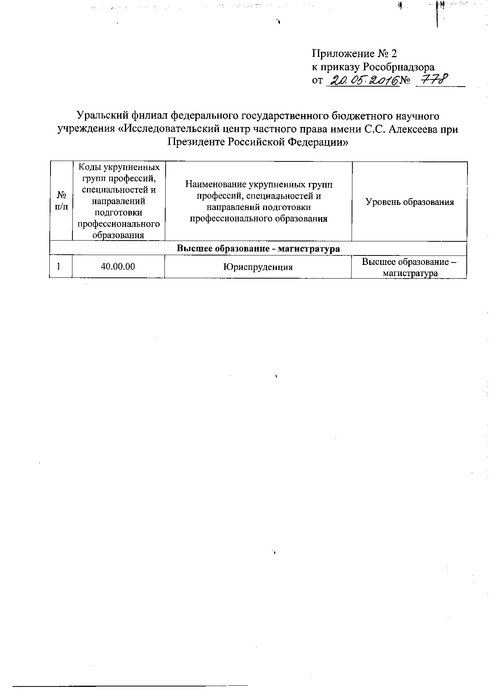 Приложение № 2
к приказу Рособрнадзора
от 20.05.2016 № 778
Уральский филиал федерального государственного бюджетного научного
учреждения «Исследовательский центр частного права имени С.С. Алексеева при
Президенте Российской Федерации»
№
п/п
Коды укрупненных
групп профессий,
специальностей и
направлений
подготовки
профессионального
образования
Наименование укрупненных групп
профессий, специальностей и
направлений подготовки
профессионального образования
Уровень образования
Высшее образование - магистратура
1
40.00.00
Юриспруденция
Высшее образование –
магистратура